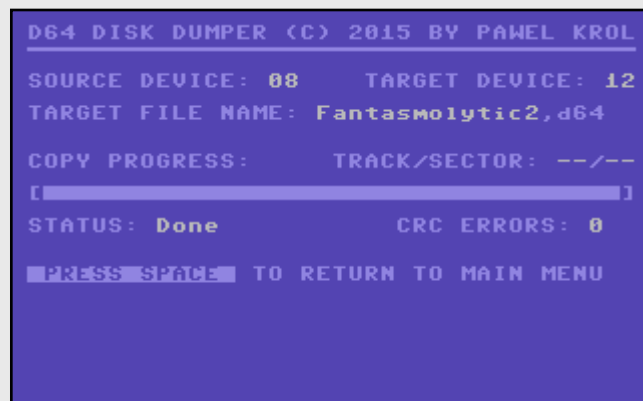 D64 DISK DUMPER (C) 2015 BY PAWEL KROL
SOURCE DEVICE: 08 TARGET DEVICE: 12
TARGET FILE NAME: Fantasmolytic2,d64
COPY PROGRESS: TRACK/SECTOR: --/--
[ ]
STATUS: Done CRC ERRORS: 0
PRESS SPACE TO RETURN TO MAIN MENU